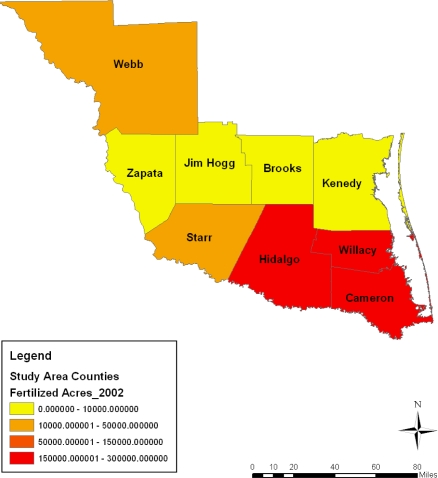 Webb
Zapata
Jim Hogg
Brooks
Kenedy
Starr
Hidalgo
Willacy
Cameron
Legend
Study Area Counties
Fertilized Acres_2002
0.000000 - 10000.000000
10000.000001 - 50000.000000
50000.000001 - 150000.000000
150000.000001 - 300000.000000
N
0 5 10 20 40 60 80
Miles